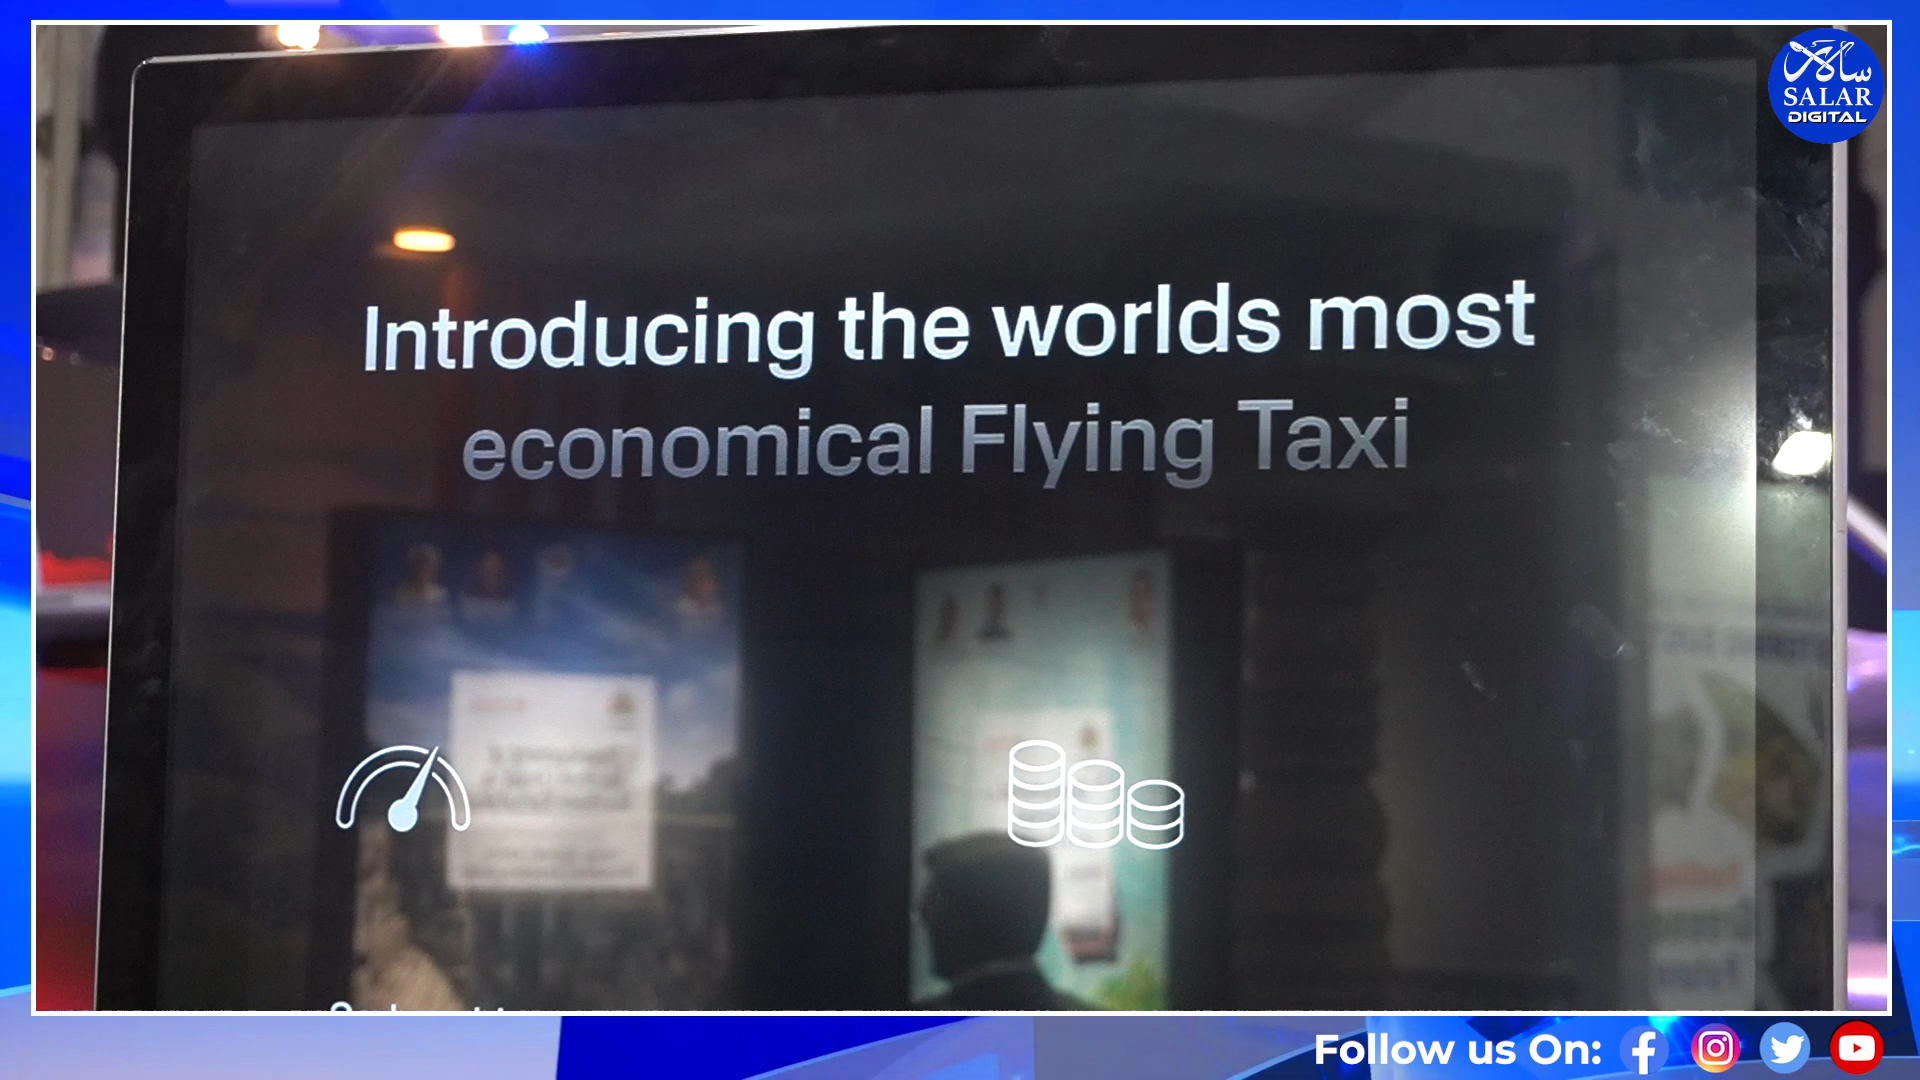 سالار
SALAR
DIGITAL
Introducing the worlds most
economical Flying Taxi
Follow us On: